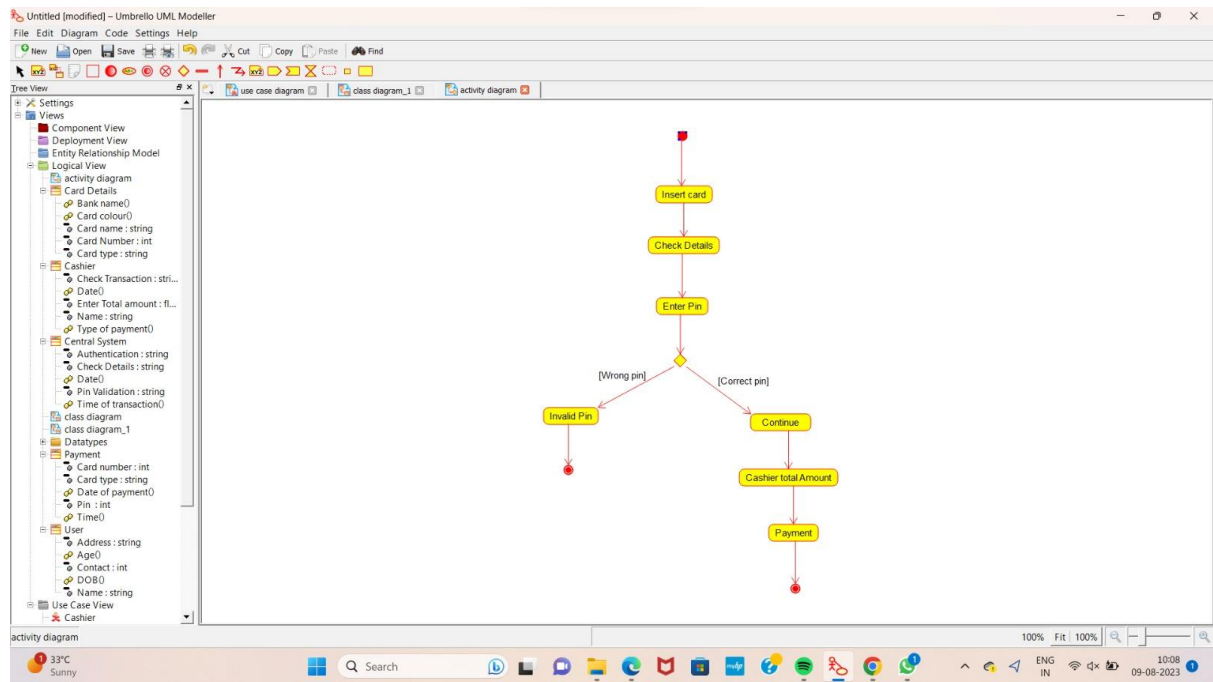 Untitled [modified] – Umbrello UML Modeller
File Edit Diagram Code Settings Help
New Open Save Cut Copy Paste Find
Tree View
use case diagram class diagram_1 activity diagram
Settings
Views
Component View
Deployment View
Entity Relationship Model
Logical View
activity diagram
Card Details
Bank name()
Card colour()
Card name : string
Card Number : int
Card type : string
Cashier
Check Transaction : stri...
Date()
Enter Total amount : fl...
Name : string
Type of payment()
Central System
Authentication : string
Check Details : string
Date()
Pin Validation : string
Time of transaction()
class diagram
class diagram_1
Datatypes
Payment
Card number : int
Card type : string
Date of payment()
Pin : int
Time()
User
Address : string
Age()
Contact : int
DOB()
Name : string
Use Case View
Cashier
Insert card
Check Details
Enter Pin
[Wrong pin]
[Correct pin]
Invalid Pin
Continue
Cashier total Amount
Payment
activity diagram
100% Fit 100%
1
33°C
Sunny
Search
ENG
IN
10:08
09-08-2023
1